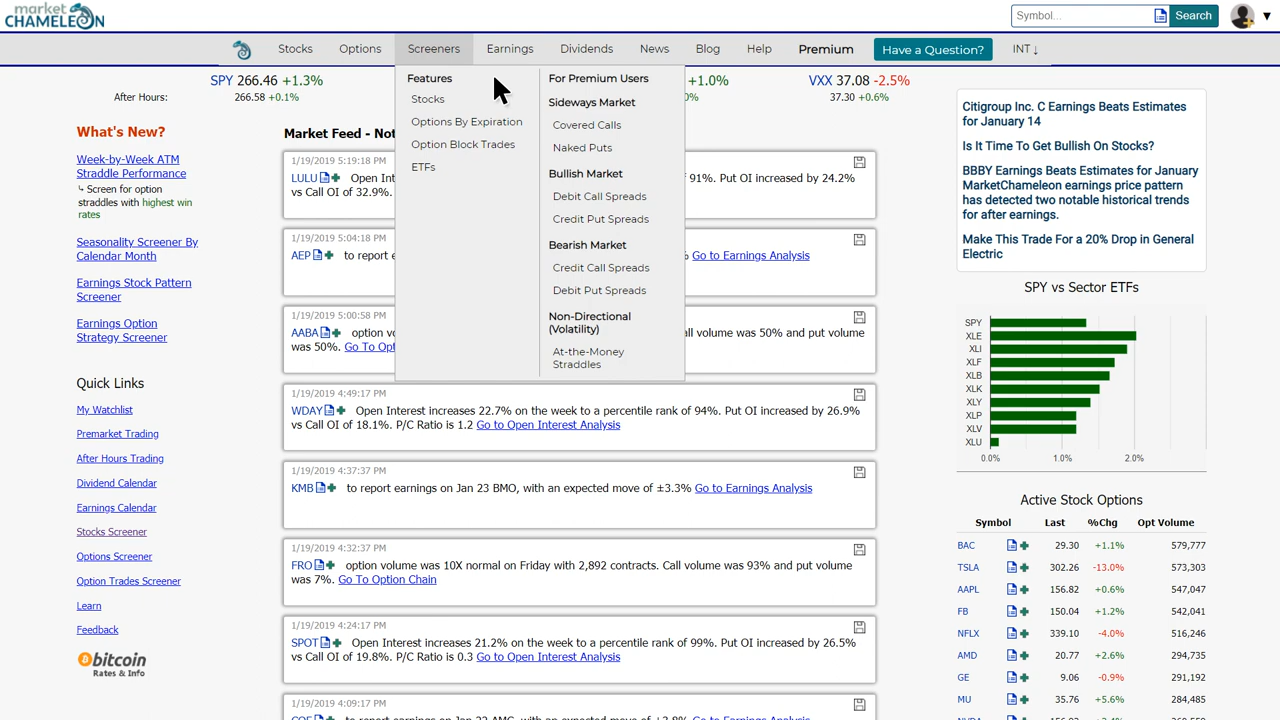 market
CHAMELEON
Symbol...
Search
Stocks
Options
Screeners
Earnings
Dividends
News
Blog
Help
Premium
Have a Question?
INT ↓
SPY 266.46 +1.3%
After Hours: 266.58 +0.1%
+1.0%
0%
VXX 37.08 -2.5%
37.30 +0.6%
Features
Stocks
Options By Expiration
Option Block Trades
ETFs
For Premium Users
Sideways Market
Covered Calls
Naked Puts
Bullish Market
Debit Call Spreads
Credit Put Spreads
Bearish Market
Credit Call Spreads
Debit Put Spreads
Non-Directional
(Volatility)
At-the-Money
Straddles
What's New?
Week-by-Week ATM
Straddle Performance
↳ Screen for option
straddles with highest win
rates
Seasonality Screener By
Calendar Month
Earnings Stock Pattern
Screener
Earnings Option
Strategy Screener
Quick Links
My Watchlist
Premarket Trading
After Hours Trading
Dividend Calendar
Earnings Calendar
Stocks Screener
Options Screener
Option Trades Screener
Learn
Feedback
bitcoin
Rates & Info
Market Feed - Not
1/19/2019 5:19:18 PM
LULU Open Int f 91%. Put OI increased by 24.2%
vs Call OI of 32.9%.
1/19/2019 5:04:18 PM
AEP to report e Go to Earnings Analysis
1/19/2019 5:00:58 PM
AABA option vo all volume was 50% and put volume
was 50%. Go To Opt
1/19/2019 4:49:17 PM
WDAY Open Interest increases 22.7% on the week to a percentile rank of 94%. Put OI increased by 26.9%
vs Call OI of 18.1%. P/C Ratio is 1.2 Go to Open Interest Analysis
1/19/2019 4:37:37 PM
KMB to report earnings on Jan 23 BMO, with an expected move of ±3.3% Go to Earnings Analysis
1/19/2019 4:32:37 PM
FRO option volume was 10X normal on Friday with 2,892 contracts. Call volume was 93% and put volume
was 7%. Go To Option Chain
1/19/2019 4:24:17 PM
SPOT Open Interest increases 21.2% on the week to a percentile rank of 99%. Put OI increased by 26.5%
vs Call OI of 19.8%. P/C Ratio is 0.3 Go to Open Interest Analysis
1/19/2019 4:09:17 PM
Citigroup Inc. C Earnings Beats Estimates
for January 14
Is It Time To Get Bullish On Stocks?
BBBY Earnings Beats Estimates for January
MarketChameleon earnings price pattern
has detected two notable historical trends
for after earnings.
Make This Trade For a 20% Drop in General
Electric
SPY vs Sector ETFs
SPY
XLE
XLI
XLF
XLB
XLK
XLY
XLP
XLV
XLU
0.0% 1.0% 2.0%
Active Stock Options
Symbol Last %Chg Opt Volume
BAC 29.30 +1.1% 579,777
TSLA 302.26 -13.0% 573,303
AAPL 156.82 +0.6% 547,047
FB 150.04 +1.2% 542,041
NFLX 339.10 -4.0% 516,246
AMD 20.77 +2.6% 294,735
GE 9.06 -0.9% 291,192
MU 35.76 +5.6% 284,485